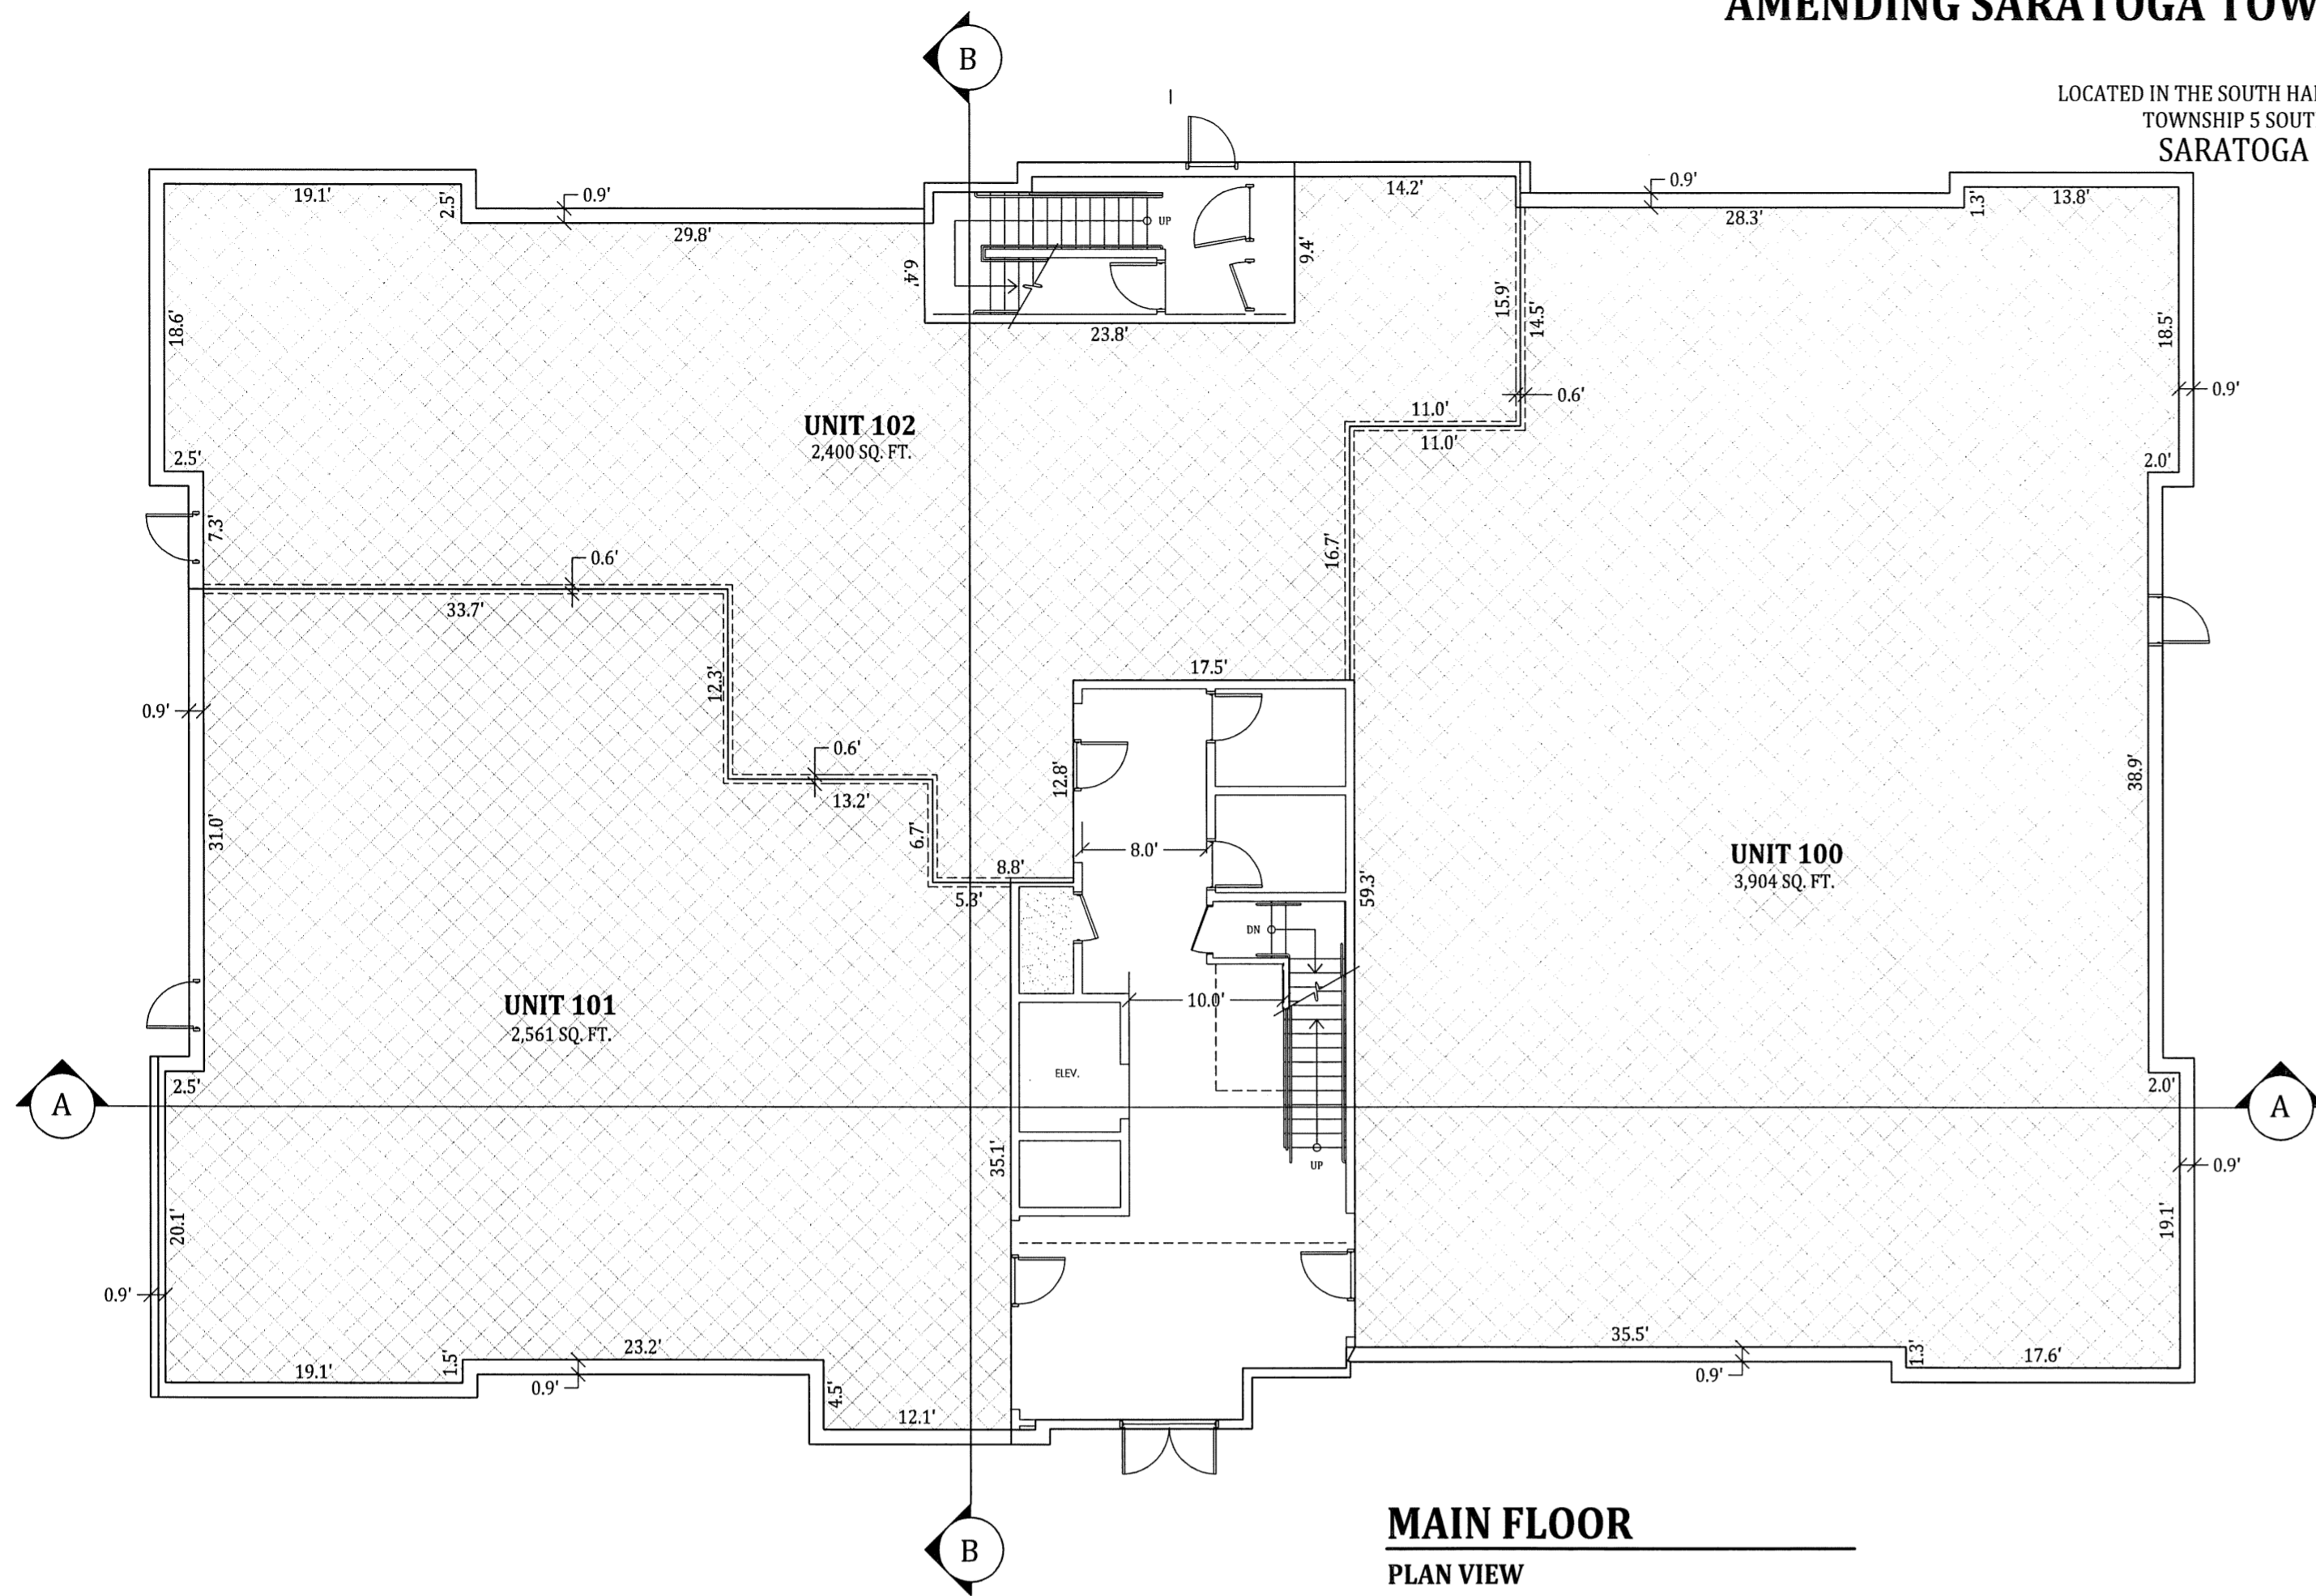 AMENDING SARATOGA TOW
LOCATED IN THE SOUTH HA
TOWNSHIP 5 SOUT
SARATOGA
B
19.1'
2.5'
0.9'
29.8'
UP
14.2'
0.9'
28.3'
1.3'
13.8'
6.4'
9.4'
18.6'
23.8'
15.9'
14.5'
18.5'
0.9'
0.6'
UNIT 102
2,400 SQ. FT.
11.0'
11.0'
2.5'
2.0'
7.3'
0.6'
16.7'
33.7'
17.5'
12.3'
0.9'
0.6'
13.2'
12.8'
38.9'
31.0'
6.7'
8.0'
8.8'
5.3'
59.3'
UNIT 100
3,904 SQ. FT.
DN
10.0'
UNIT 101
2,561 SQ. FT.
ELEV.
2.5'
2.0'
A
A
35.1'
UP
0.9'
20.1'
19.1'
0.9'
23.2'
1.5'
19.1'
0.9'
4.5'
12.1'
35.5'
0.9'
1.3'
17.6'
B
MAIN FLOOR
PLAN VIEW